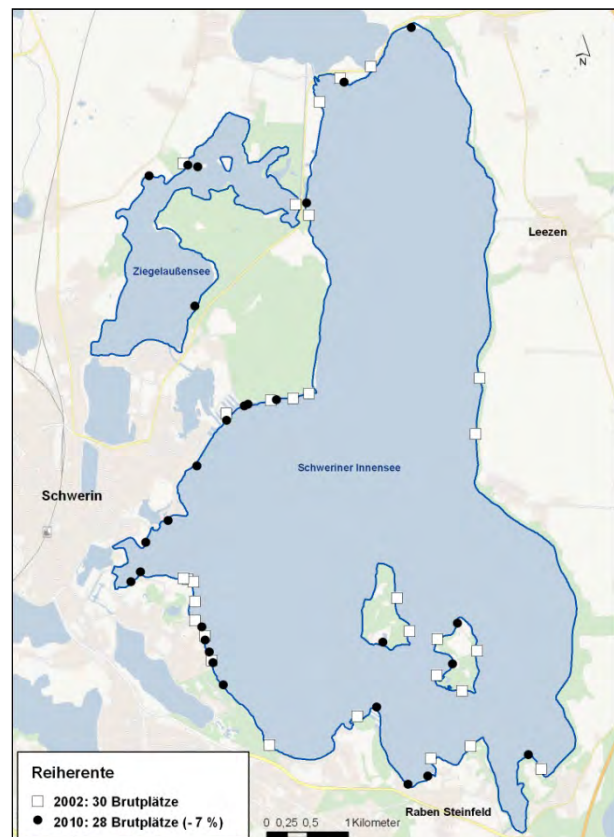 N
Leezen
Ziegelaußensee
Schweriner Innensee
Schwerin
Reiherente
2002: 30 Brutplätze
2010: 28 Brutplätze (- 7 %)
0 0,25 0,5 1 Kilometer
Raben Steinfeld